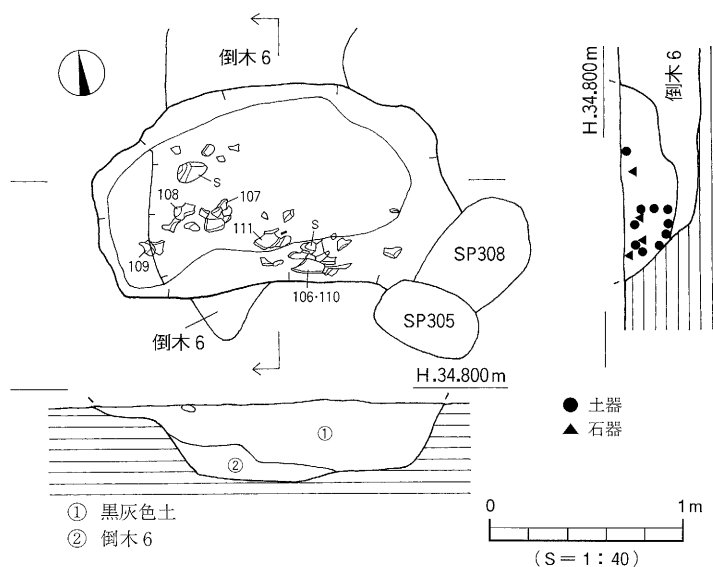 倒木6
S
108
107
111
S
109
106・110
SP308
SP305
倒木6
H.34.800m
倒木6
H.34.800m
①
②
● 土器
▲ 石器
① 黒灰色土
② 倒木6
0 1m
(S=1:40)